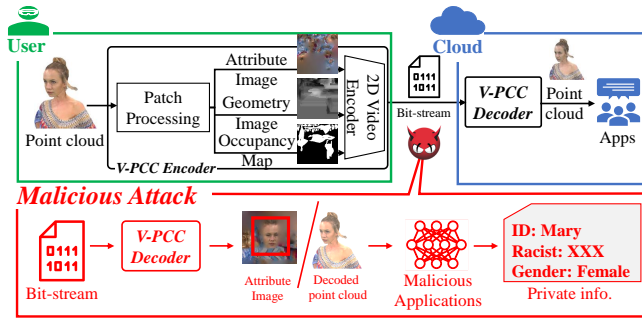 User
Cloud
Attribute
Image
Geometry
Image
Occupancy
Map
Patch
Processing
Point cloud
V-PCC Encoder
2D Video
Encoder
0111
1011
Bit-stream
V-PCC
Decoder
Point
cloud
Apps
Malicious Attack
0111
1011
Bit-stream
V-PCC
Decoder
Attribute
Image
Decoded
point cloud
Malicious
Applications
ID: Mary
Racist: XXX
Gender: Female
Private info.